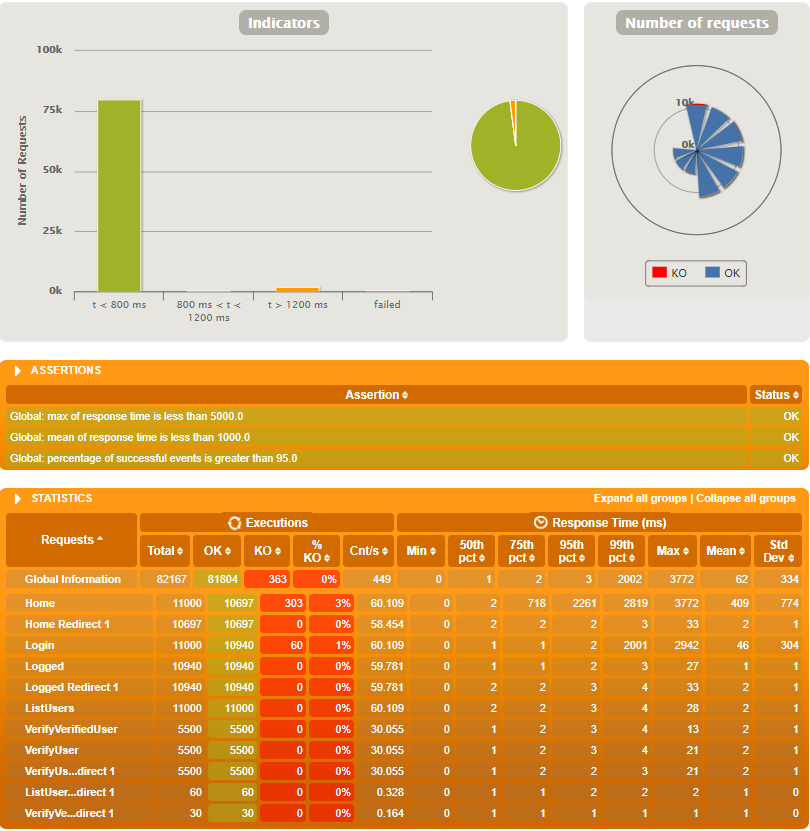 Indicators
100k
75k
50k
25k
0k
Number of Requests
t < 800 ms
800 ms < t < 1200 ms
t > 1200 ms
failed
Number of requests
10k
0k
KO OK
ASSERTIONS
Assertion Status
Global: max of response time is less than 5000.0 OK
Global: mean of response time is less than 1000.0 OK
Global: percentage of successful events is greater than 95.0 OK
STATISTICS Expand all groups | Collapse all groups
Requests Executions Response Time (ms)
Total OK KO % KO Cnt/s Min 50th pct 75th pct 95th pct 99th pct Max Mean Std Dev
Global Information 82167 81804 363 0% 449 0 1 2 3 2002 3772 62 334
Home 11000 10697 303 3% 60.109 0 2 718 2261 2819 3772 409 774
Home Redirect 1 10697 10697 0 0% 58.454 0 2 2 2 3 33 2 1
Login 11000 10940 60 1% 60.109 0 1 1 2 2001 2942 46 304
Logged 10940 10940 0 0% 59.781 0 1 1 2 3 27 1 1
Logged Redirect 1 10940 10940 0 0% 59.781 0 2 2 3 4 33 2 1
ListUsers 11000 11000 0 0% 60.109 0 2 2 3 4 28 2 1
VerifyVerifiedUser 5500 5500 0 0% 30.055 0 1 2 3 4 13 2 1
VerifyUser 5500 5500 0 0% 30.055 0 1 2 3 4 21 2 1
VerifyUs...direct 1 5500 5500 0 0% 30.055 0 1 2 2 3 21 2 1
ListUser...direct 1 60 60 0 0% 0.328 0 1 1 2 2 2 1 0
VerifyVe...direct 1 30 30 0 0% 0.164 0 1 1 1 1 1 1 0